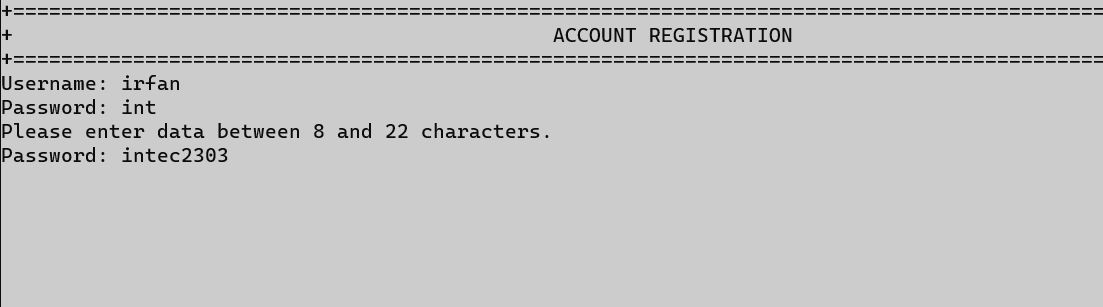 +===========================================================================================
+ ACCOUNT REGISTRATION
+===========================================================================================
Username: irfan
Password: int
Please enter data between 8 and 22 characters.
Password: intec2303